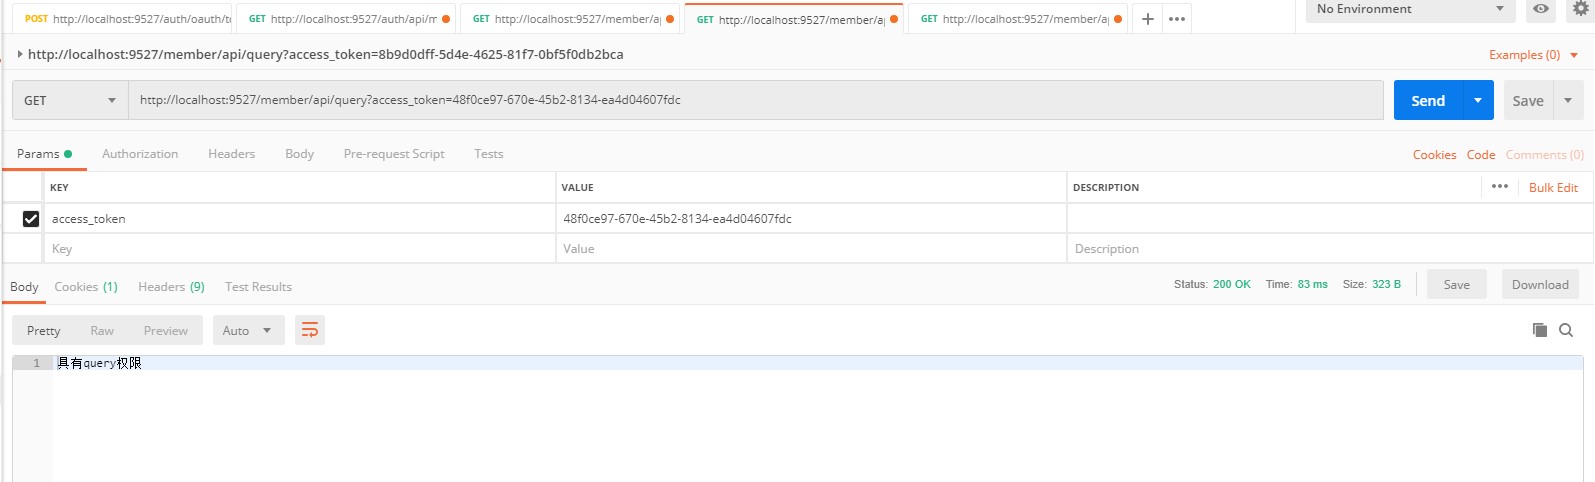 POST http://localhost:9527/auth/oauth/t GET http://localhost:9527/auth/api/m GET http://localhost:9527/member/a GET http://localhost:9527/member/a GET http://localhost:9527/member/a No Environment
http://localhost:9527/member/api/query?access_token=8b9d0dff-5d4e-4625-81f7-0bf5f0db2bca Examples (0)
GET http://localhost:9527/member/api/query?access_token=48f0ce97-670e-45b2-8134-ea4d04607fdc Send Save
Params Authorization Headers Body Pre-request Script Tests Cookies Code Comments (0)
KEY VALUE DESCRIPTION Bulk Edit
access_token 48f0ce97-670e-45b2-8134-ea4d04607fdc
Key Value Description
Body Cookies (1) Headers (9) Test Results Status: 200 OK Time: 83 ms Size: 323 B Save Download
Pretty Raw Preview Auto
1 具有query权限